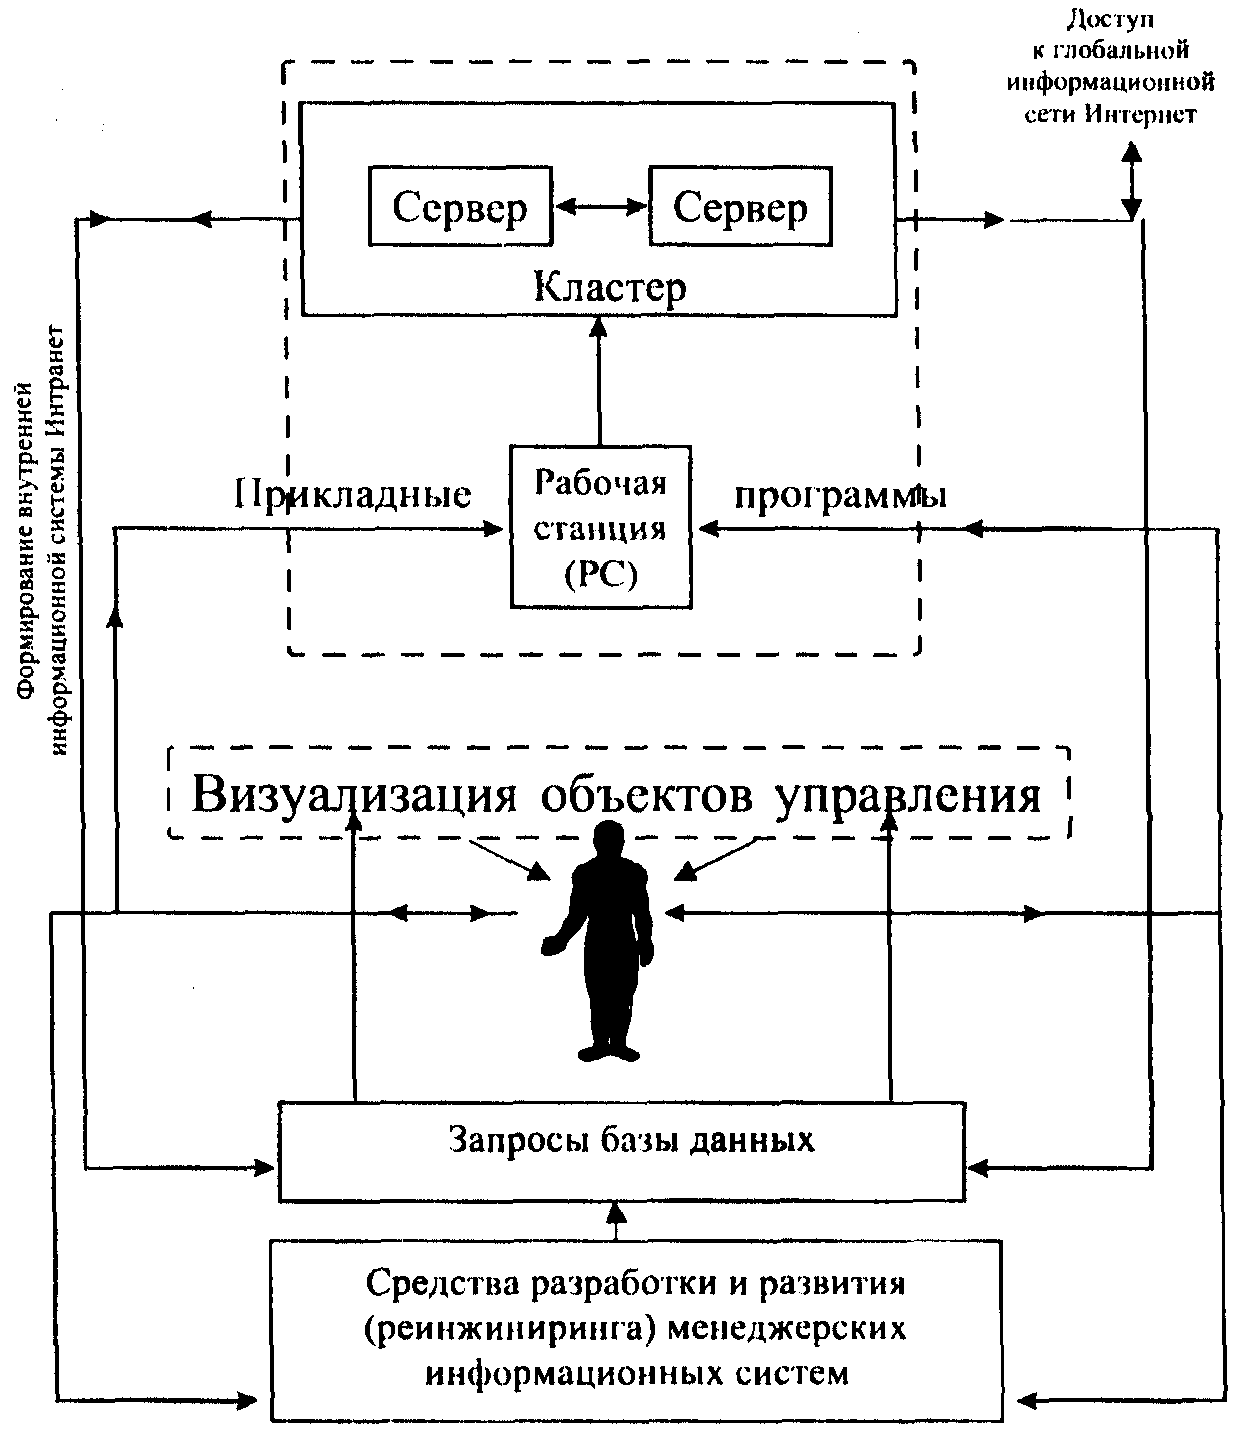 Доступ
к глобальной
информационной
сети Интернет
Сервер
Сервер
Кластер
Формирование внутренней
информационной системы Интранет
Прикладные
Рабочая
станция
(РС)
программы
Визуализация объектов управления
Запросы базы данных
Средства разработки и развития
(реинжиниринга) менеджерских
информационных систем